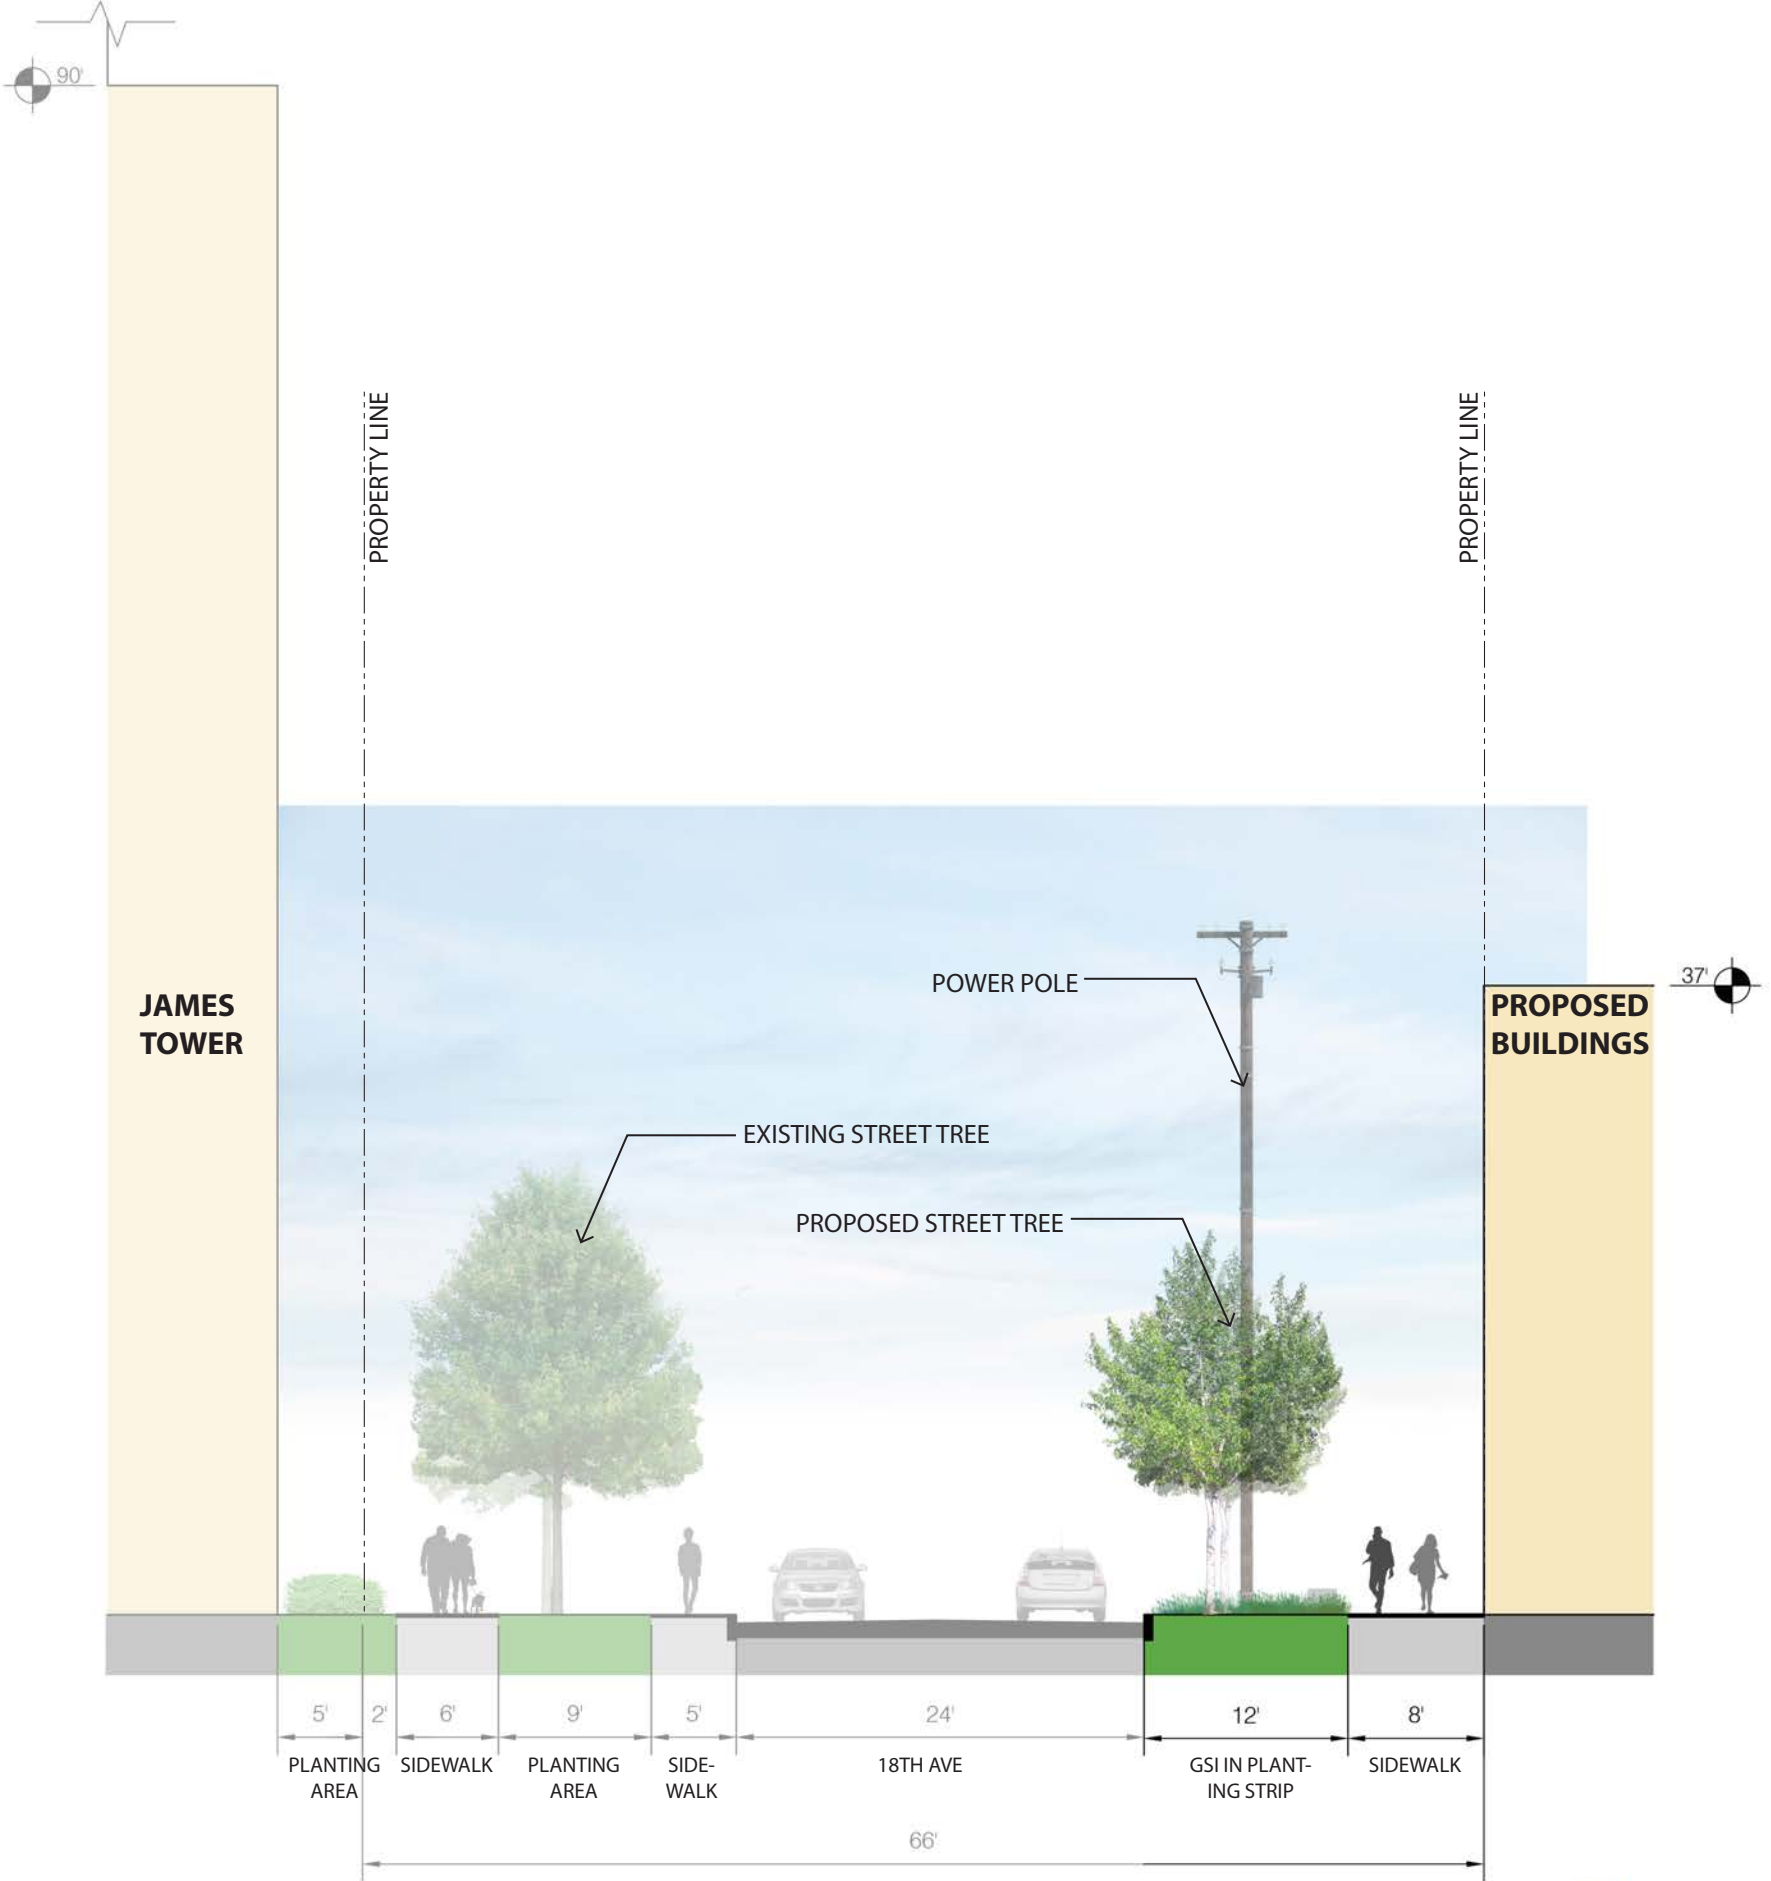 90'
PROPERTY LINE
PROPERTY LINE
POWER POLE
37'
JAMES
TOWER
PROPOSED
BUILDINGS
EXISTING STREET TREE
PROPOSED STREET TREE
5'
2'
6'
9'
5'
24'
12'
8'
PLANTING
AREA
SIDEWALK
PLANTING
AREA
SIDE-
WALK
18TH AVE
GSI IN PLANT-
ING STRIP
SIDEWALK
66'